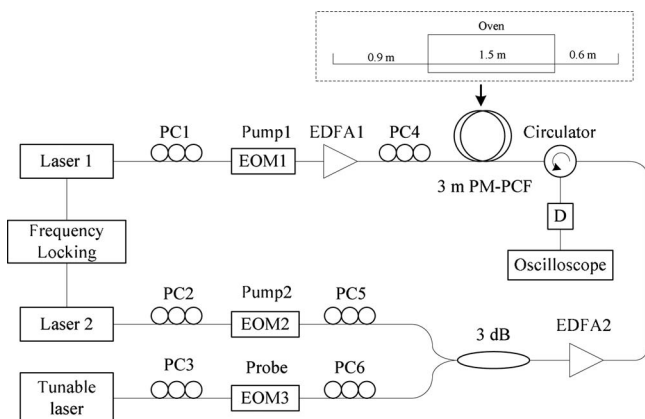 Oven
0.9 m
1.5 m
0.6 m
PC1
Pump1
EDFA1
PC4
Circulator
Laser 1
EOM1
3 m PM-PCF
D
Frequency
Locking
Oscilloscope
PC2
Pump2
PC5
Laser 2
EOM2
3 dB
EDFA2
PC3
Probe
PC6
Tunable
laser
EOM3